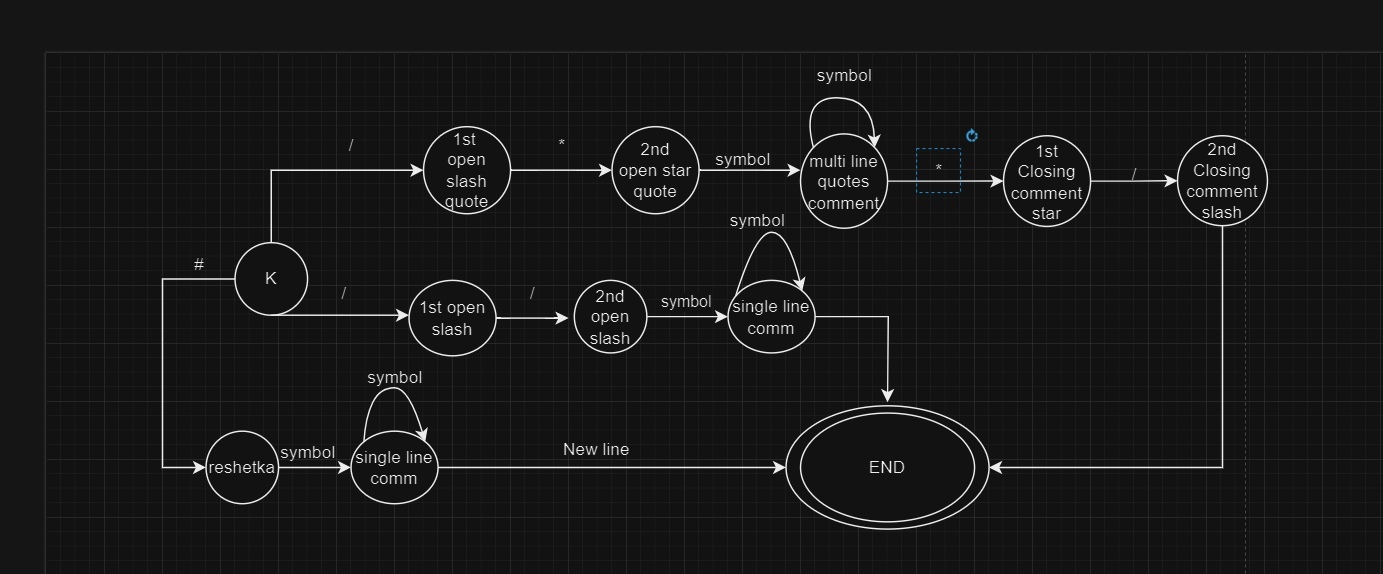 symbol
/
*
1st
open
slash
quote
2nd
open star
quote
symbol
multi line
quotes
comment
*
1st
Closing
comment
star
/
2nd
Closing
comment
slash
symbol
#
K
/
1st open
slash
/
2nd
open
slash
symbol
single line
comm
symbol
reshetka
symbol
single line
comm
New line
END